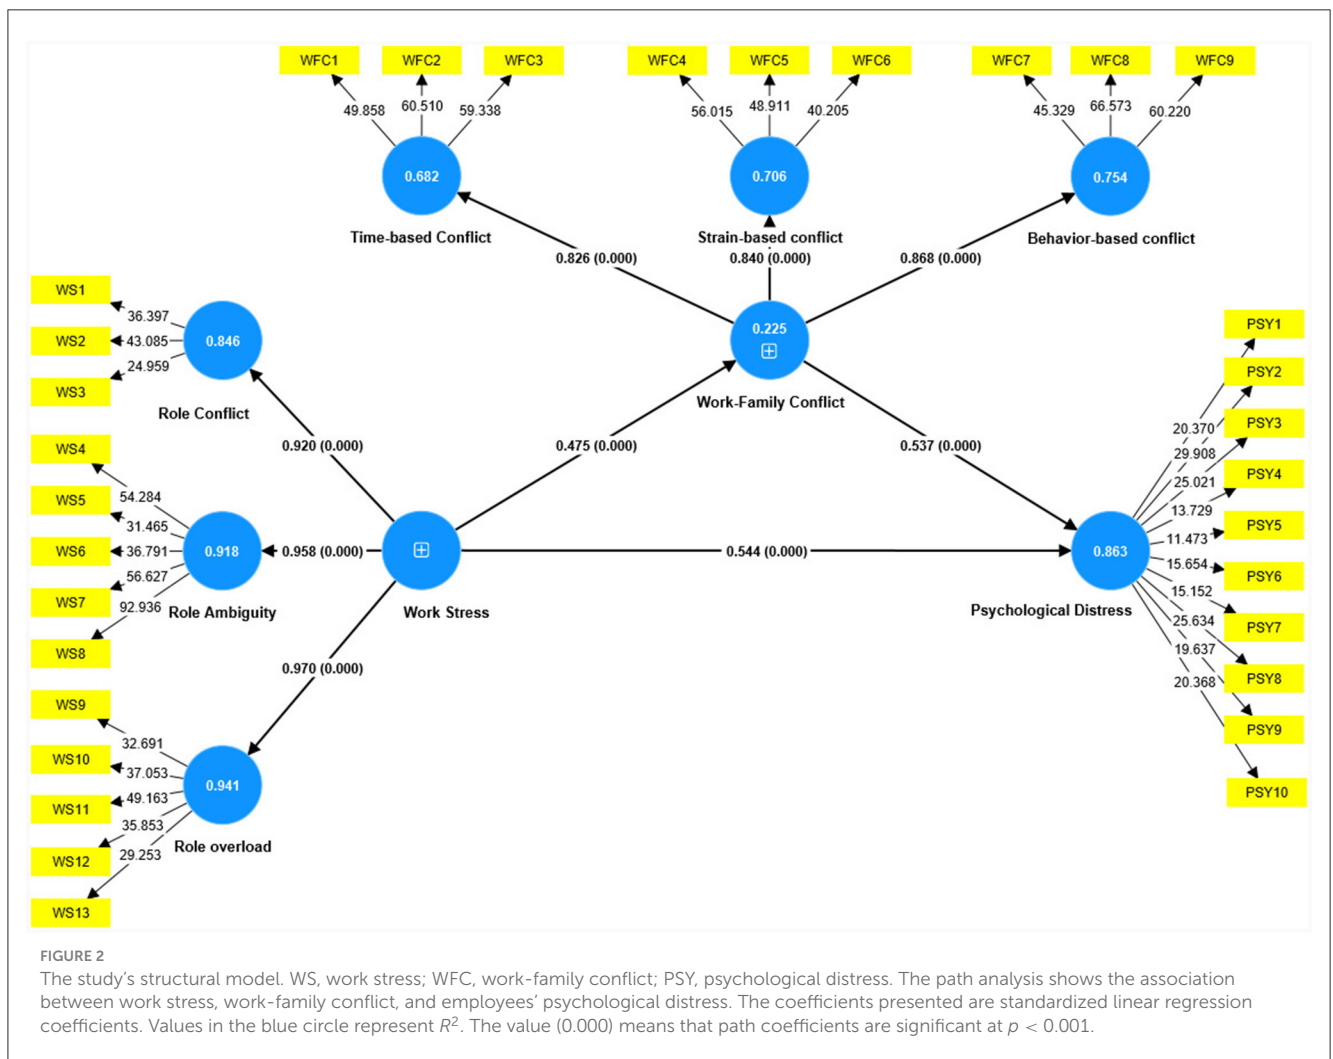 WFC1 WFC2 WFC3 WFC4 WFC5 WFC6 WFC7 WFC8 WFC9
49.858 60.510 59.338 56.015 48.911 40.205 45.329 66.573 60.220
0.682 0.706 0.754
Time-based Conflict Strain-based conflict Behavior-based conflict
0.826 (0.000) 0.840 (0.000) 0.868 (0.000)
WS1
36.397
WS2 43.085 0.846
24.959
WS3
Role Conflict
0.225
Work-Family Conflict
PSY1
PSY2
PSY3
PSY4
PSY5
PSY6
PSY7
PSY8
PSY9
PSY10
20.370
29.908
25.021
13.729
11.473
15.654
15.152
25.634
19.637
20.368
0.920 (0.000) 0.475 (0.000) 0.537 (0.000)
WS4
54.284
WS5
31.465
WS6 36.791 0.918 0.958 (0.000) 0.544 (0.000) 0.863
56.627
WS7
92.936
WS8
Role Ambiguity Work Stress Psychological Distress
0.970 (0.000)
WS9
32.691
WS10
37.053
0.941
49.163
WS11
35.853
WS12
29.253
WS13
Role overload
FIGURE 2
The study's structural model. WS, work stress; WFC, work-family conflict; PSY, psychological distress. The path analysis shows the association
between work stress, work-family conflict, and employees' psychological distress. The coefficients presented are standardized linear regression
coefficients. Values in the blue circle represent R². The value (0.000) means that path coefficients are significant at p < 0.001.